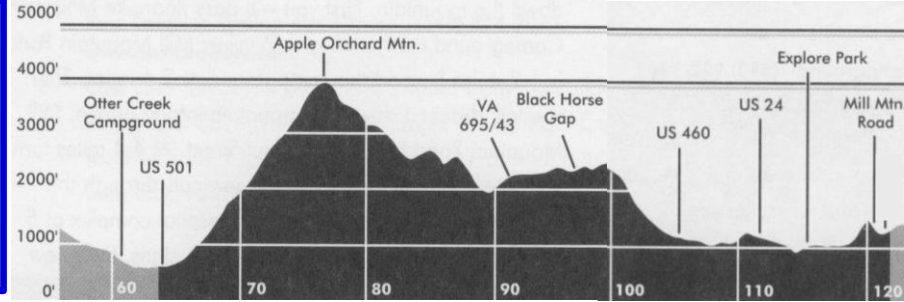 5000'
Apple Orchard Mtn.
4000'
Explore Park
Otter Creek
Campground
VA
695/43
Black Horse
Gap
US 24
Mill Mtn
Road
3000'
US 460
US 501
2000'
1000'
0'
60
70
80
90
100
110
120